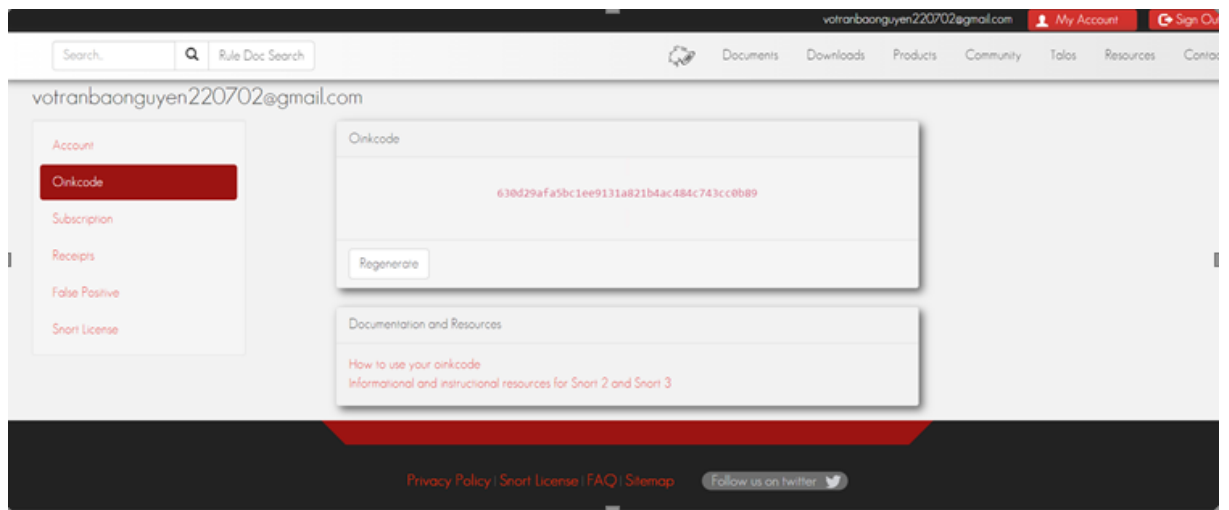 votranbaonguyen220702@gmail.com My Account Sign Out
Search.. Rule Doc Search Documents Downloads Products Community Talos Resources Contac
votranbaonguyen220702@gmail.com
Account
Oinkcode
Subscription
Receipts
False Positive
Snort License
Oinkcode
630d29afa5bc1ee9131a821b4ac484c743cc0b89
Regenerate
Documentation and Resources
How to use your oinkcode
Informational and instructional resources for Snort 2 and Snort 3
Privacy Policy | Snort License | FAQ | Sitemap Follow us on twitter